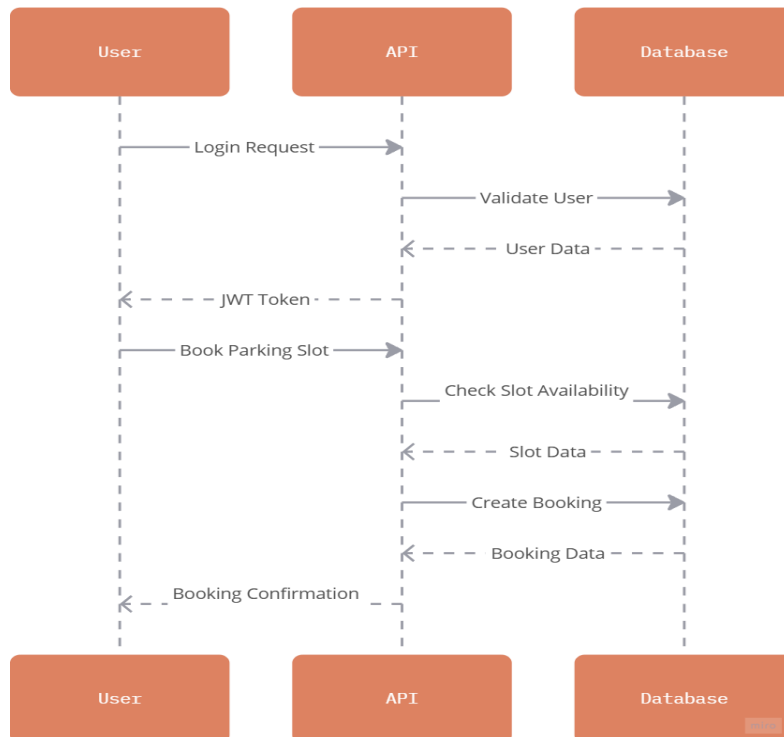 User
API
Database
Login Request
Validate User
User Data
JWT Token
Book Parking Slot
Check Slot Availability
Slot Data
Create Booking
Booking Data
Booking Confirmation
User
API
Database